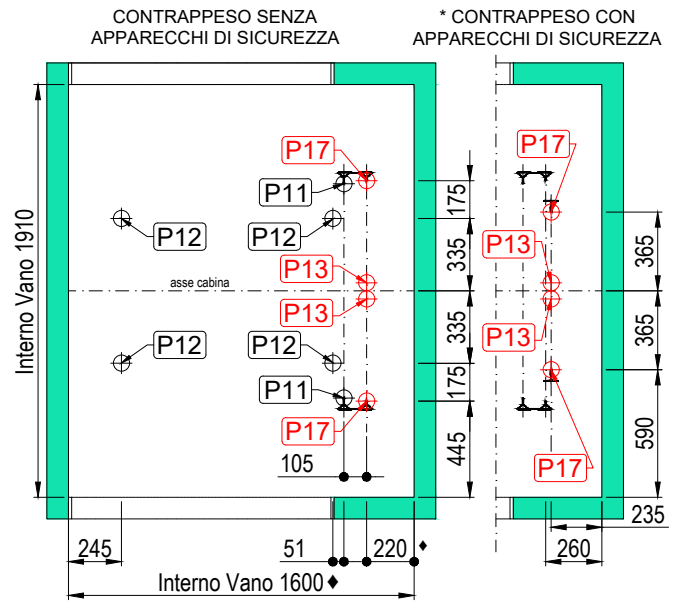 CONTRAPPESO SENZA
APPARECCHI DI SICUREZZA
* CONTRAPPESO CON
APPARECCHI DI SICUREZZA
P17
P17
P11
175
P12
P12
335
365
P13
P13
asse cabina
Interno Vano 1910
P13
P13
335
365
P12
P12
P11
175
P17
P17
445
590
105
235
245
51
220 ♦
260
Interno Vano 1600 ♦